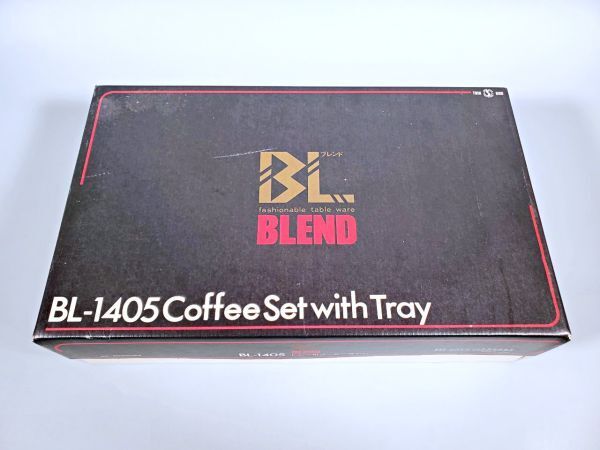 BL
ブレンド
fashionable table ware
BLEND
BL-1405 Coffee Set with Tray
BL-1405